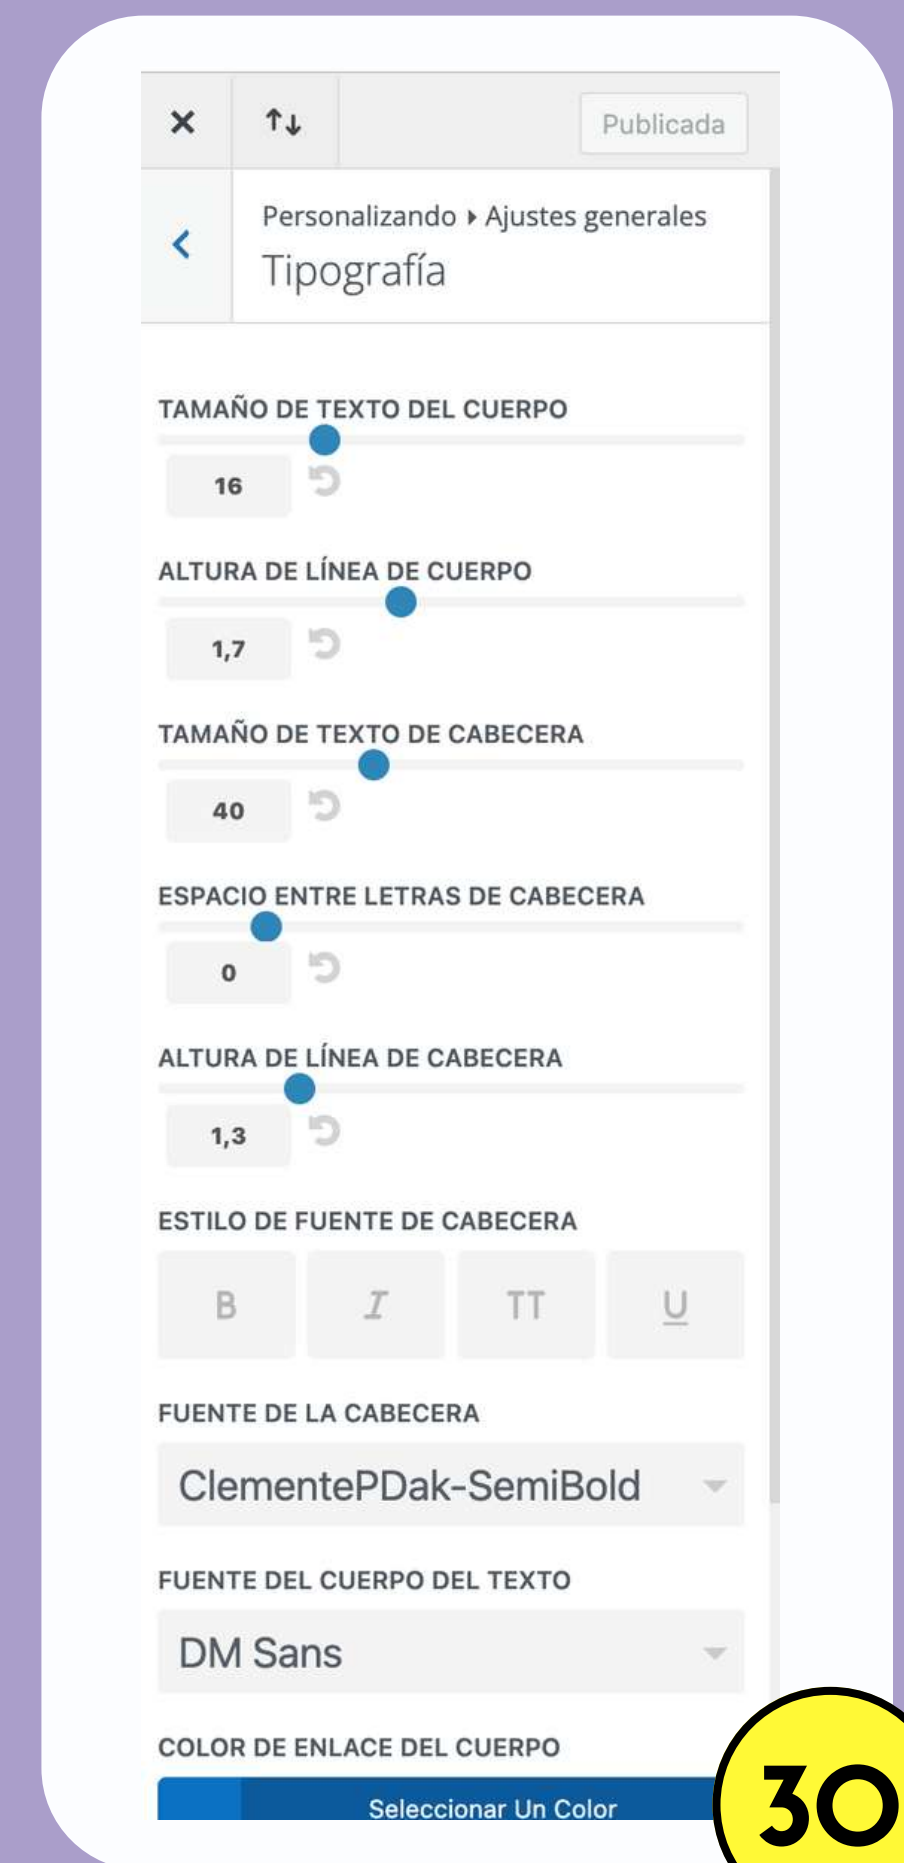 Publicada
Personalizando ▸ Ajustes generales
Tipografía
TAMAÑO DE TEXTO DEL CUERPO
16
ALTURA DE LÍNEA DE CUERPO
1,7
TAMAÑO DE TEXTO DE CABECERA
40
ESPACIO ENTRE LETRAS DE CABECERA
0
ALTURA DE LÍNEA DE CABECERA
1,3
ESTILO DE FUENTE DE CABECERA
B I TT U
FUENTE DE LA CABECERA
ClementePDak-SemiBold
FUENTE DEL CUERPO DEL TEXTO
DM Sans
COLOR DE ENLACE DEL CUERPO
Seleccionar Un Color
30